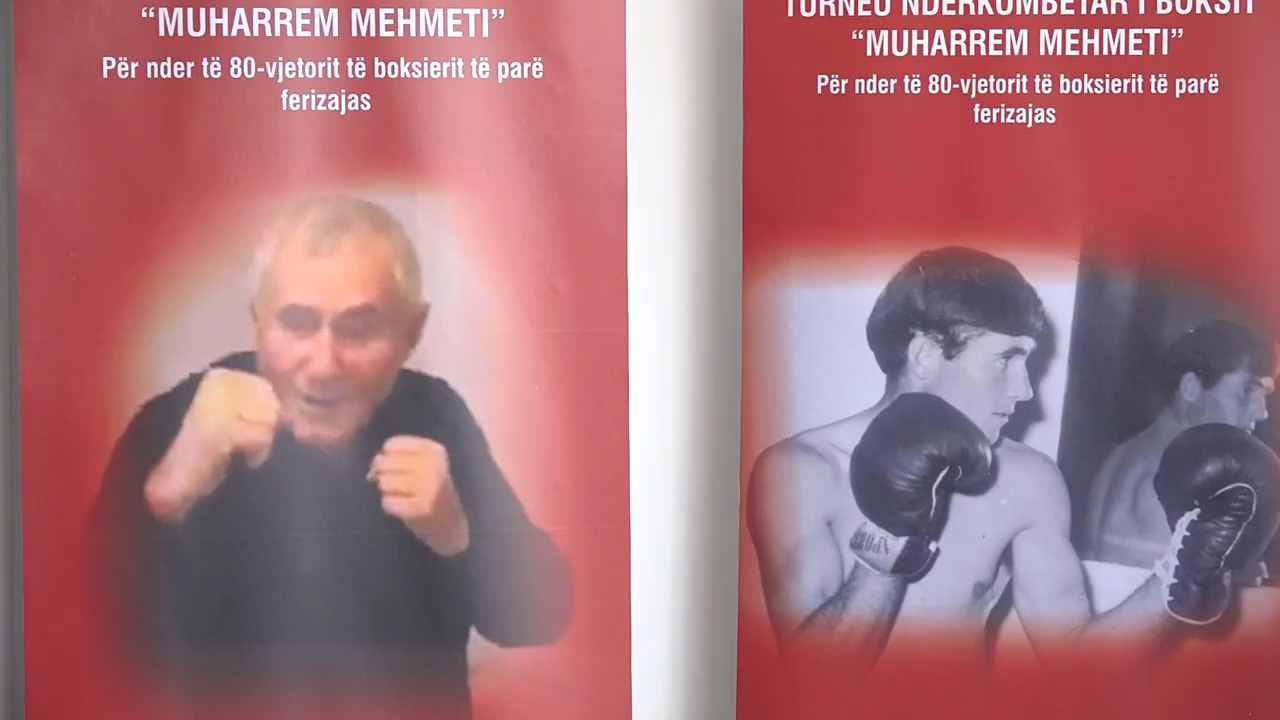 “MUHARREM MEHMETI”
Për nder të 80-vjetorit të boksierit të parë
ferizajas
TURNEU NDËRKOMBËTAR I BOKSIT
“MUHARREM MEHMETI”
Për nder të 80-vjetorit të boksierit të parë
ferizajas